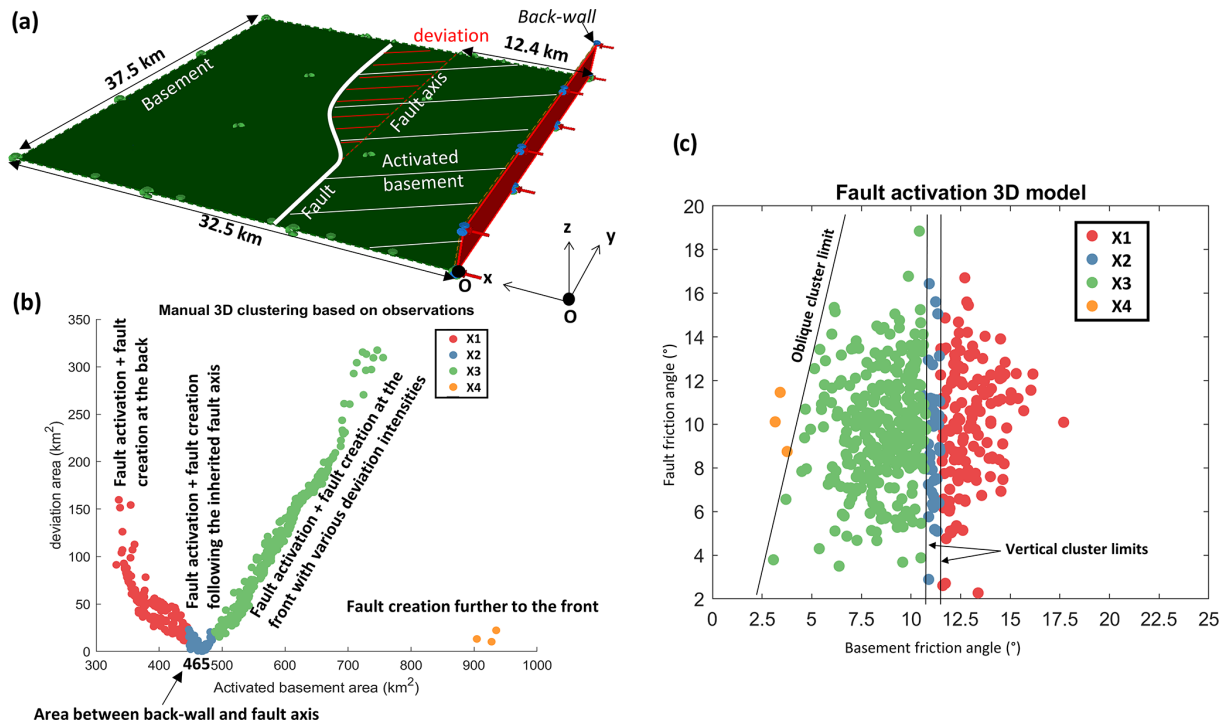 (a)
Back-wall
deviation
12.4 km
37.5 km
Basement
Fault axis
Activated
basement
Fault
32.5 km
z
y
x
O
O
(b)
Manual 3D clustering based on observations
350
300
250
200
150
100
50
0
deviation area (km2)
X1
X2
X3
X4
Fault activation + fault
creation at the back
Fault activation + fault creation
following the inherited fault axis
Fault activation + fault creation at the
front with various deviation intensities
Fault creation further to the front
300
400
465
500
600
700
800
900
1000
Activated basement area (km2)
Area between back-wall and fault axis
(c)
Fault activation 3D model
20
18
16
14
12
10
8
6
4
2
Fault friction angle (°)
Oblique cluster limit
X1
X2
X3
X4
Vertical cluster limits
0
2.5
5
7.5
10
12.5
15
17.5
20
22.5
25
Basement friction angle (°)